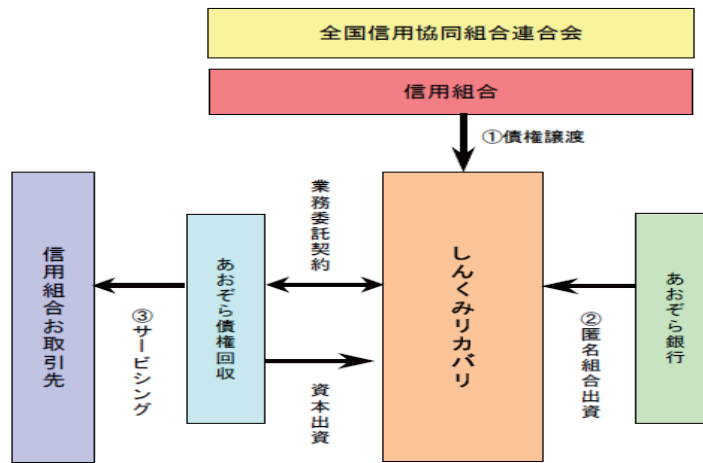 全国信用協同組合連合会
信用組合
①債権譲渡
信用組合お取引先
③サービシング
あおぞら債権回収
業務委託契約
資本出資
しんくみリカバリ
②匿名組合出資
あおぞら銀行